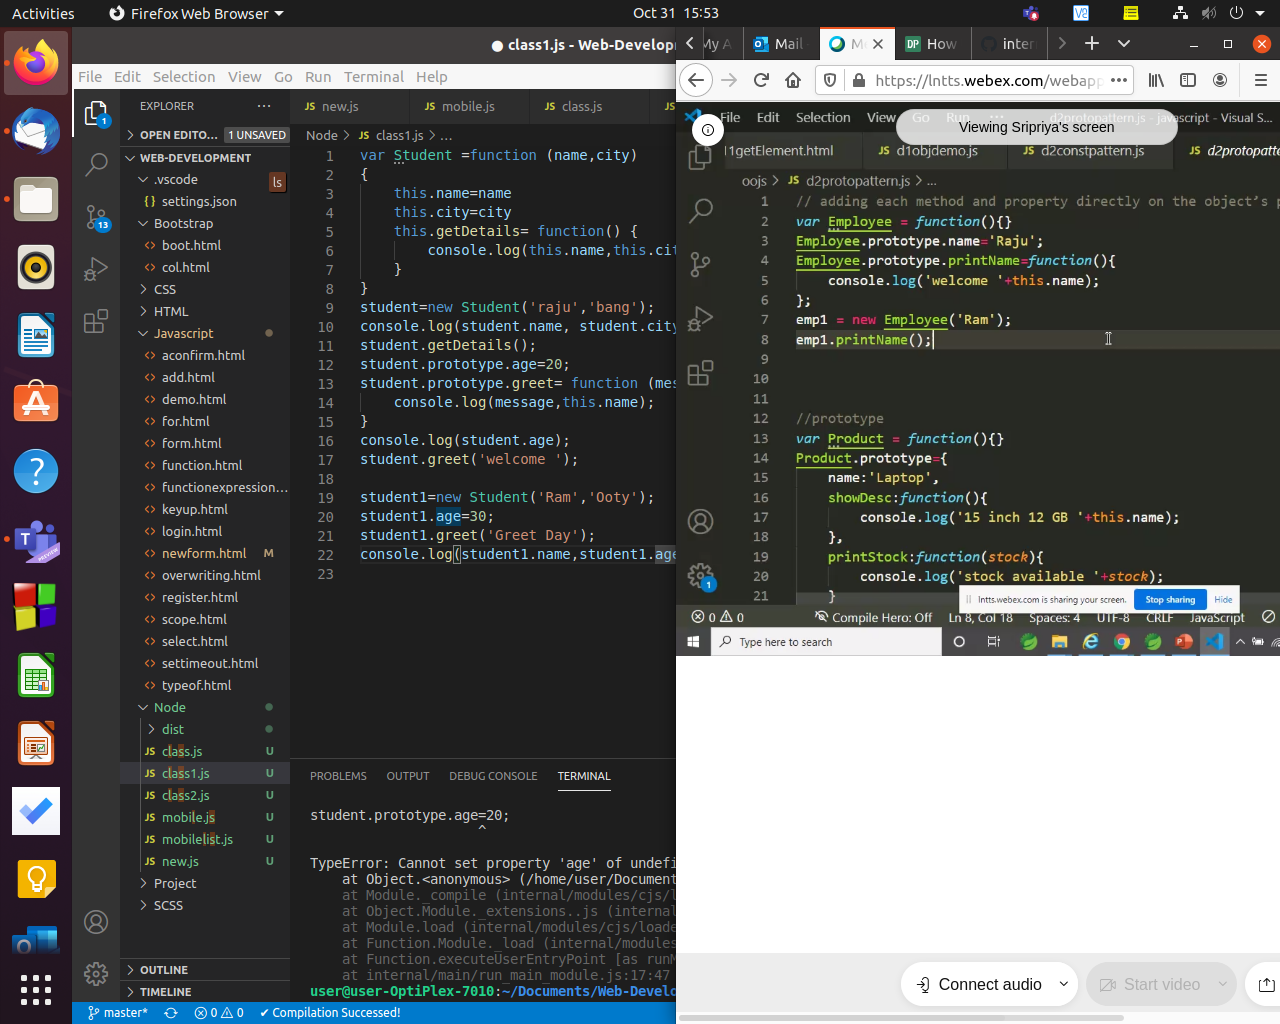 Activities
Firefox Web Browser
Oct 31 15:53
● class1.js - Web-Developm
File Edit Selection View Go Run Terminal Help
EXPLORER
OPEN EDITO... 1 UNSAVED
WEB-DEVELOPMENT
.vscode
ls
settings.json
Bootstrap
boot.html
col.html
CSS
HTML
Javascript
aconfirm.html
add.html
demo.html
for.html
form.html
function.html
functionexpression...
keyup.html
login.html
newform.html M
overwriting.html
register.html
scope.html
select.html
settimeout.html
typeof.html
Node
dist
JS class.js U
JS class1.js U
JS class2.js U
JS mobile.js U
JS mobilelist.js U
JS new.js U
Project
SCSS
OUTLINE
TIMELINE
1
13
JS new.js JS mobile.js JS class.js JS
Node > JS class1.js > ...
1 var Student =function (name,city)
2 {
3 this.name=name
4 this.city=city
5 this.getDetails= function() {
6 console.log(this.name,this.cit
7 }
8 }
9 student=new Student('raju','bang');
10 console.log(student.name, student.city
11 student.getDetails();
12 student.prototype.age=20;
13 student.prototype.greet= function (mes
14 console.log(message,this.name);
15 }
16 console.log(student.age);
17 student.greet('welcome ');
18
19 student1=new Student('Ram','Ooty');
20 student1.age=30;
21 student1.greet('Greet Day');
22 console.log(student1.name,student1.age
23
PROBLEMS OUTPUT DEBUG CONSOLE TERMINAL
student.prototype.age=20;
^
TypeError: Cannot set property 'age' of undefi
at Object.<anonymous> (/home/user/Document
at Module._compile (internal/modules/cjs/l
at Object.Module._extensions..js (internal
at Module.load (internal/modules/cjs/loade
at Function.Module._load (internal/modules
at Function.executeUserEntryPoint [as runM
at internal/main/run_main_module.js:17:47
user@user-OptiPlex-7010:~/Documents/Web-Develo
master* 0 0 ✔ Compilation Successed!
My A Mail M DP How inter
https://lntts.webex.com/webapp
File Edit Selection View Go Run d2protopattern.js - javascript - Visual S...
Viewing Sripriya's screen
l1getElement.html JS d1objdemo.js JS d2constpattern.js JS d2protopatte
oojs > JS d2protopattern.js > ...
1 // adding each method and property directly on the object's p
2 var Employee = function(){}
3 Employee.prototype.name='Raju';
4 Employee.prototype.printName=function(){
5 console.log('welcome '+this.name);
6 };
7 emp1 = new Employee('Ram');
8 emp1.printName();
9
10
11
12 //prototype
13 var Product = function(){}
14 Product.prototype={
15 name:'Laptop',
16 showDesc:function(){
17 console.log('15 inch 12 GB '+this.name);
18 },
19 printStock:function(stock){
20 console.log('stock available '+stock);
21 }
1
lntts.webex.com is sharing your screen. Stop sharing Hide
0 0 Compile Hero: Off Ln 8, Col 18 Spaces: 4 UTF-8 CRLF JavaScript
Type here to search
Connect audio
Start video
PREVIEW